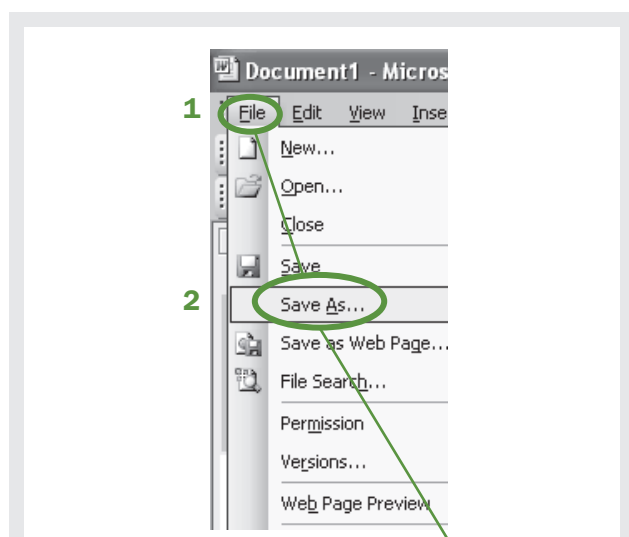 Document1 - Micros
1 File Edit View Inse
New...
Open...
Close
Save
2 Save As...
Save as Web Page...
File Search...
Permission
Versions...
Web Page Preview